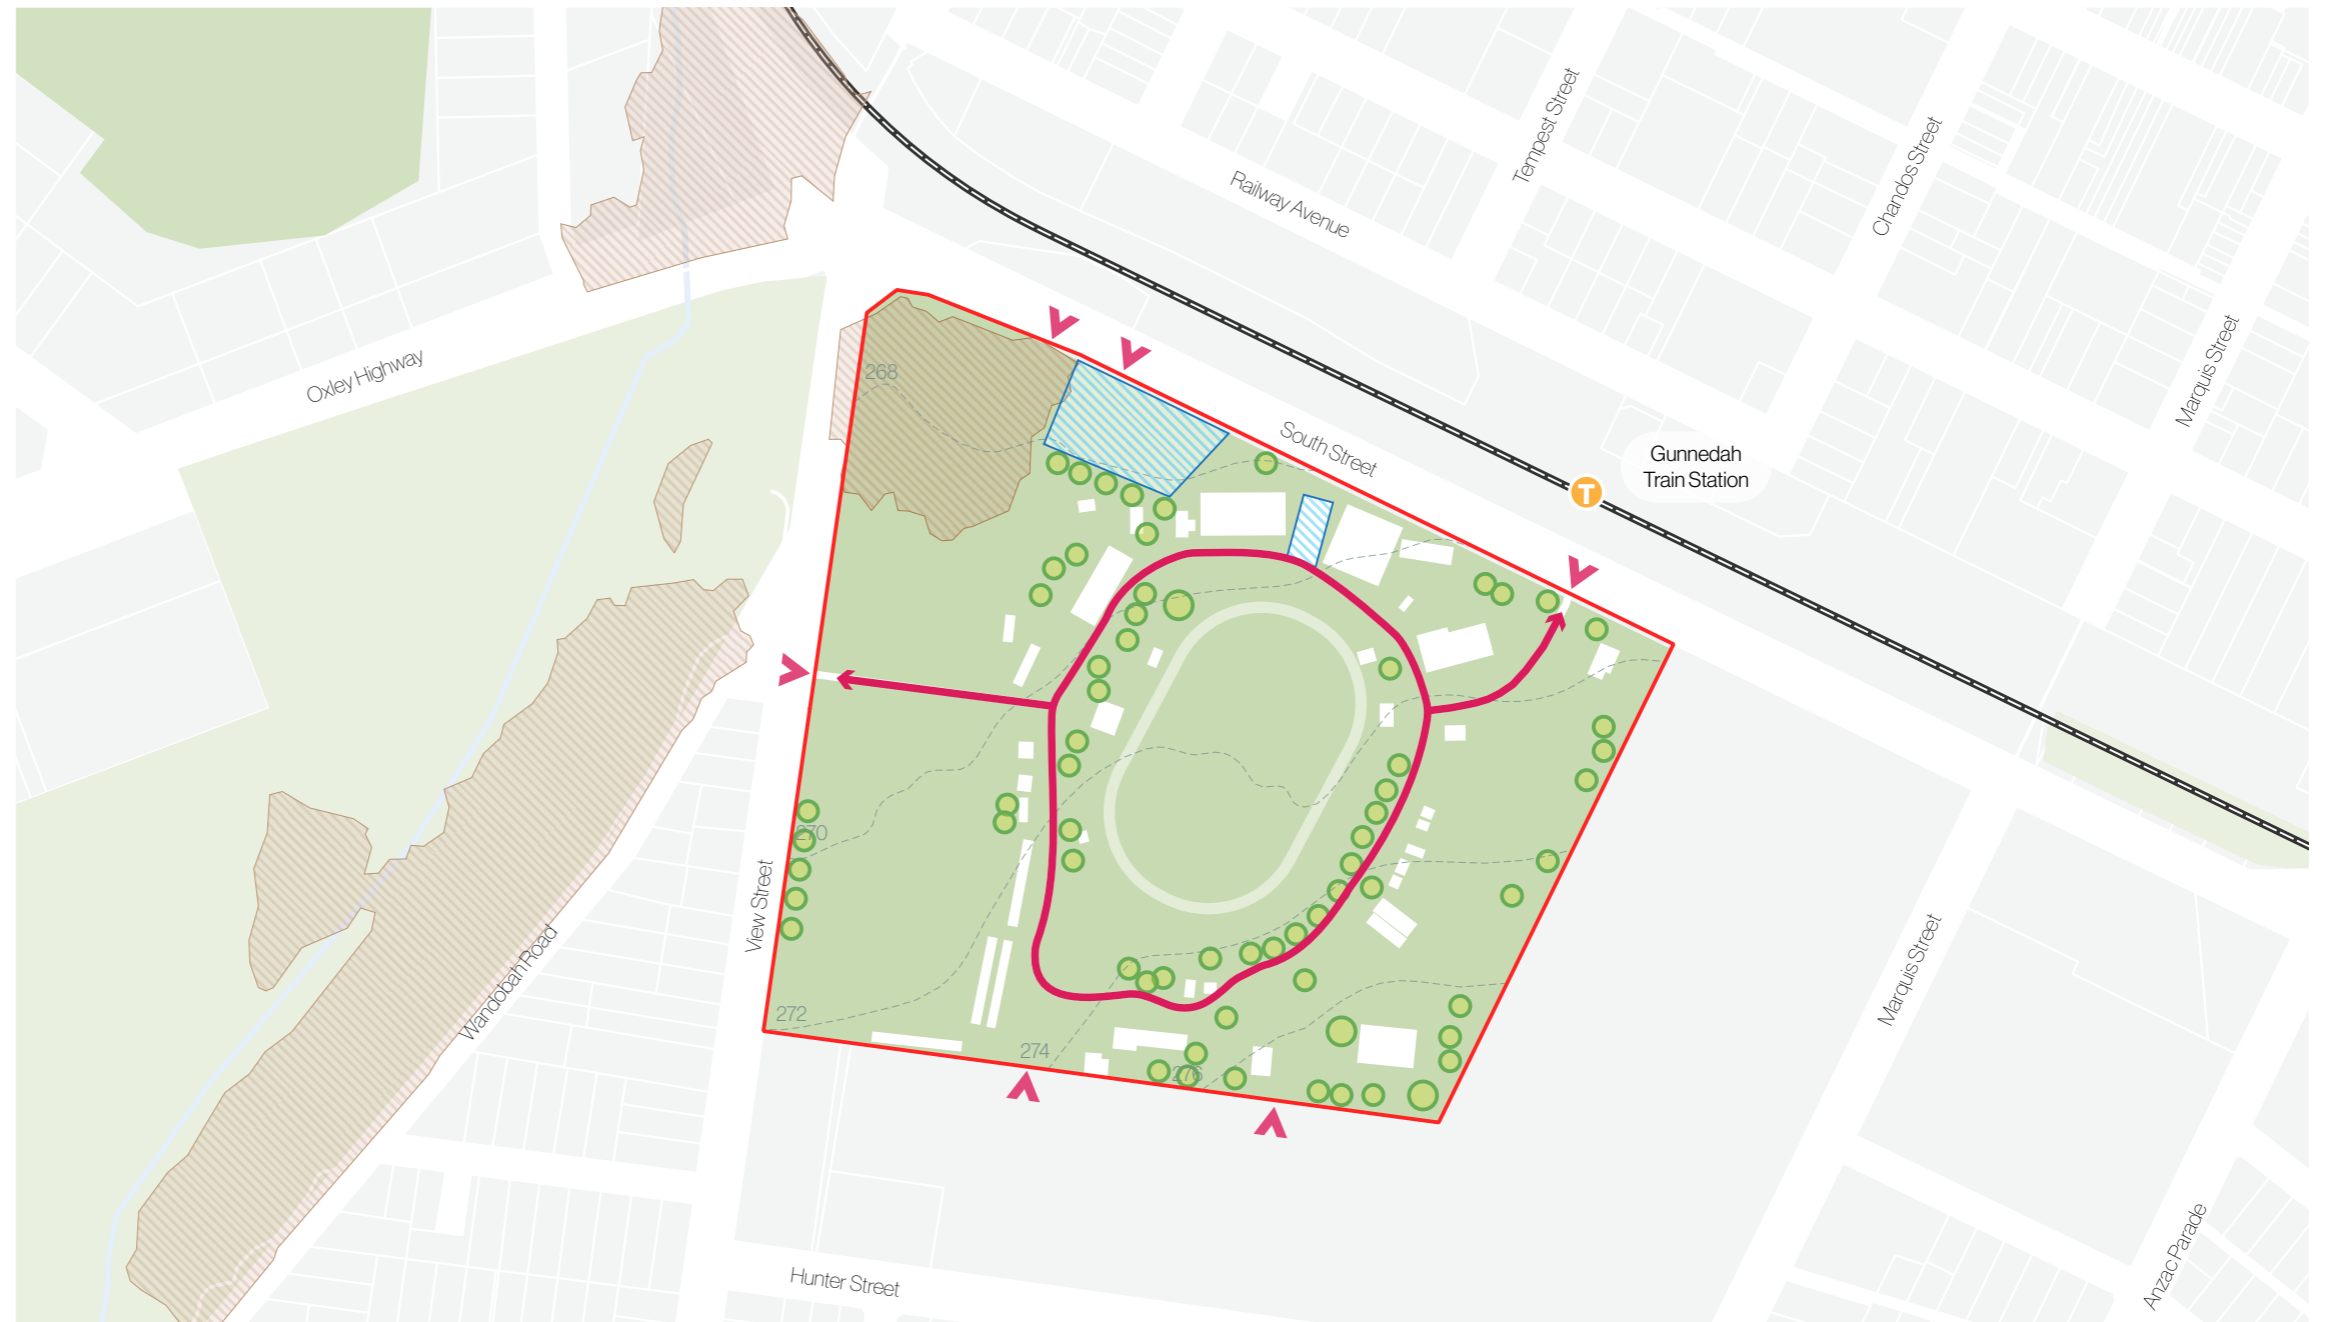 Tempest Street
Chandos Street
Railway Avenue
Marquis Street
Oxley Highway
268
South Street
Gunnedah
Train Station
T
270
View Street
Wandobah Road
272
274
276
Marquis Street
Hunter Street
Anzac Parade